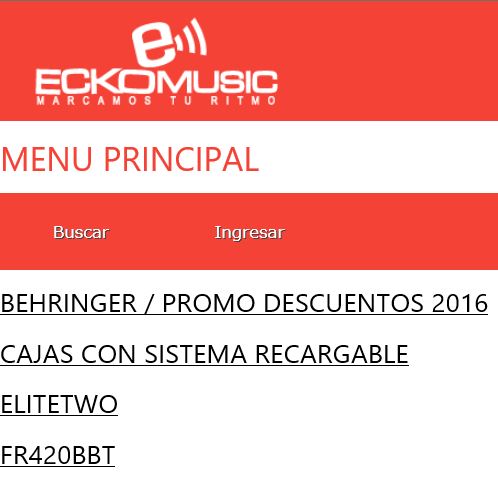 ECKOMUSIC
MARCAMOS TU RITMO
MENU PRINCIPAL
Buscar Ingresar
BEHRINGER / PROMO DESCUENTOS 2016
CAJAS CON SISTEMA RECARGABLE
ELITETWO
FR420BBT